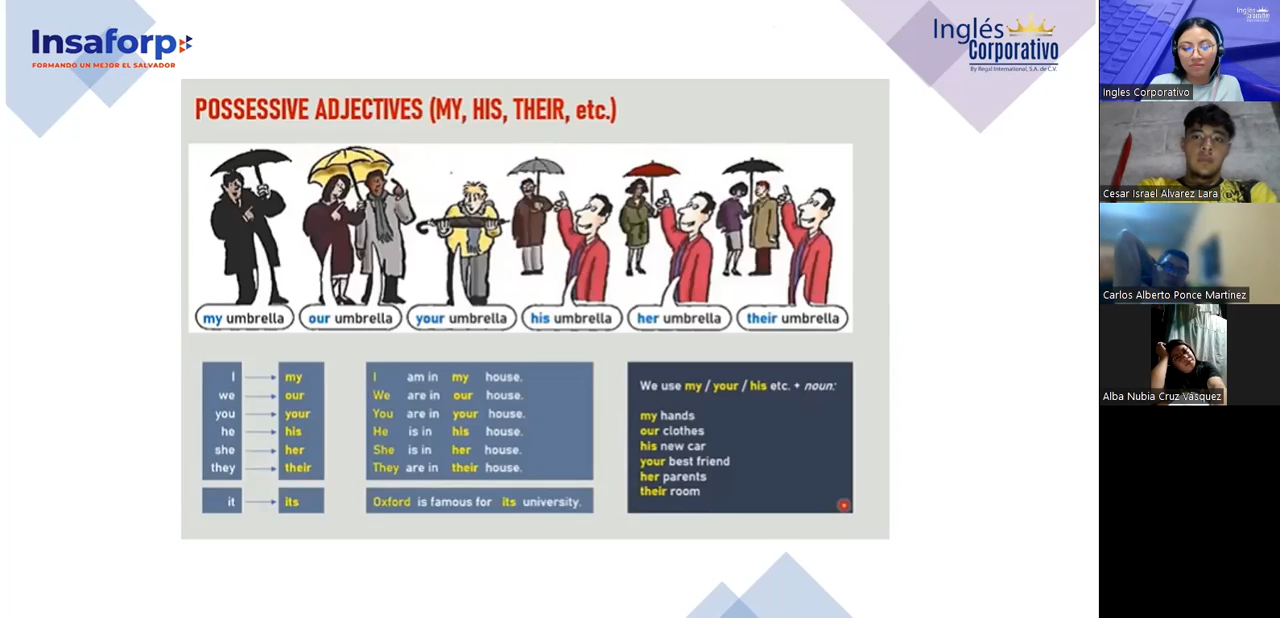 Insaforp
FORMANDO UN MEJOR EL SALVADOR
Inglés
Corporativo
By Regal International, S.A. de C.V.
POSSESSIVE ADJECTIVES (MY, HIS, THEIR, etc.)
my umbrella
our umbrella
your umbrella
his umbrella
her umbrella
their umbrella
I my
we our
you your
he his
she her
they their
it its
I am in my house.
We are in our house.
You are in your house.
He is in his house.
She is in her house.
They are in their house.
Oxford is famous for its university.
We use my / your / his etc. + noun:
my hands
our clothes
his new car
your best friend
her parents
their room
Ingles Corporativo
Cesar Israel Alvarez Lara
Carlos Alberto Ponce Martinez
Alba Nubia Cruz Vásquez